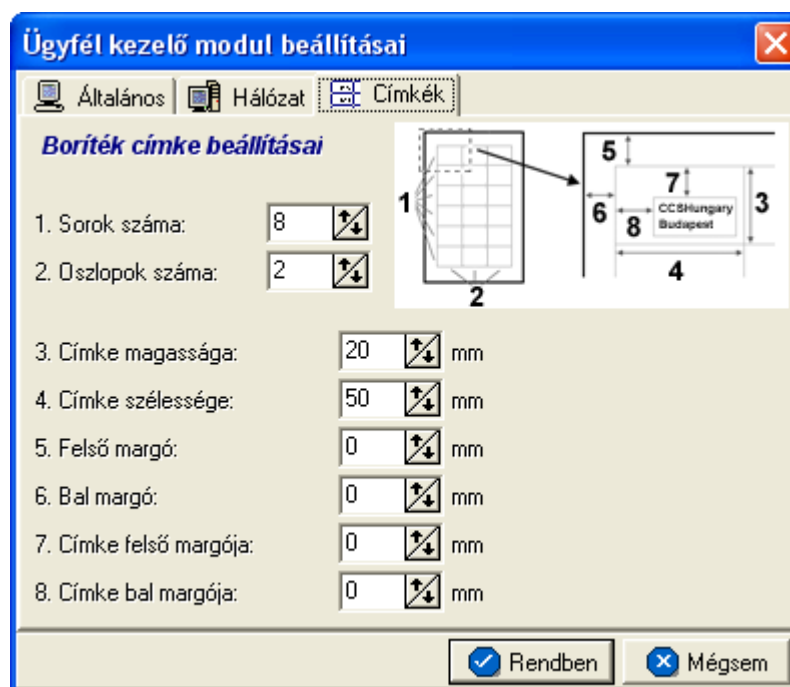 Ügyfél kezelő modul beállításai
Általános Hálózat Címkék
Boríték címke beállításai
1. Sorok száma: 8
2. Oszlopok száma: 2
1
2
5
7
6
3
8
CCSHungary
Budapest
4
3. Címke magassága: 20 mm
4. Címke szélessége: 50 mm
5. Felső margó: 0 mm
6. Bal margó: 0 mm
7. Címke felső margója: 0 mm
8. Címke bal margója: 0 mm
Rendben Mégsem